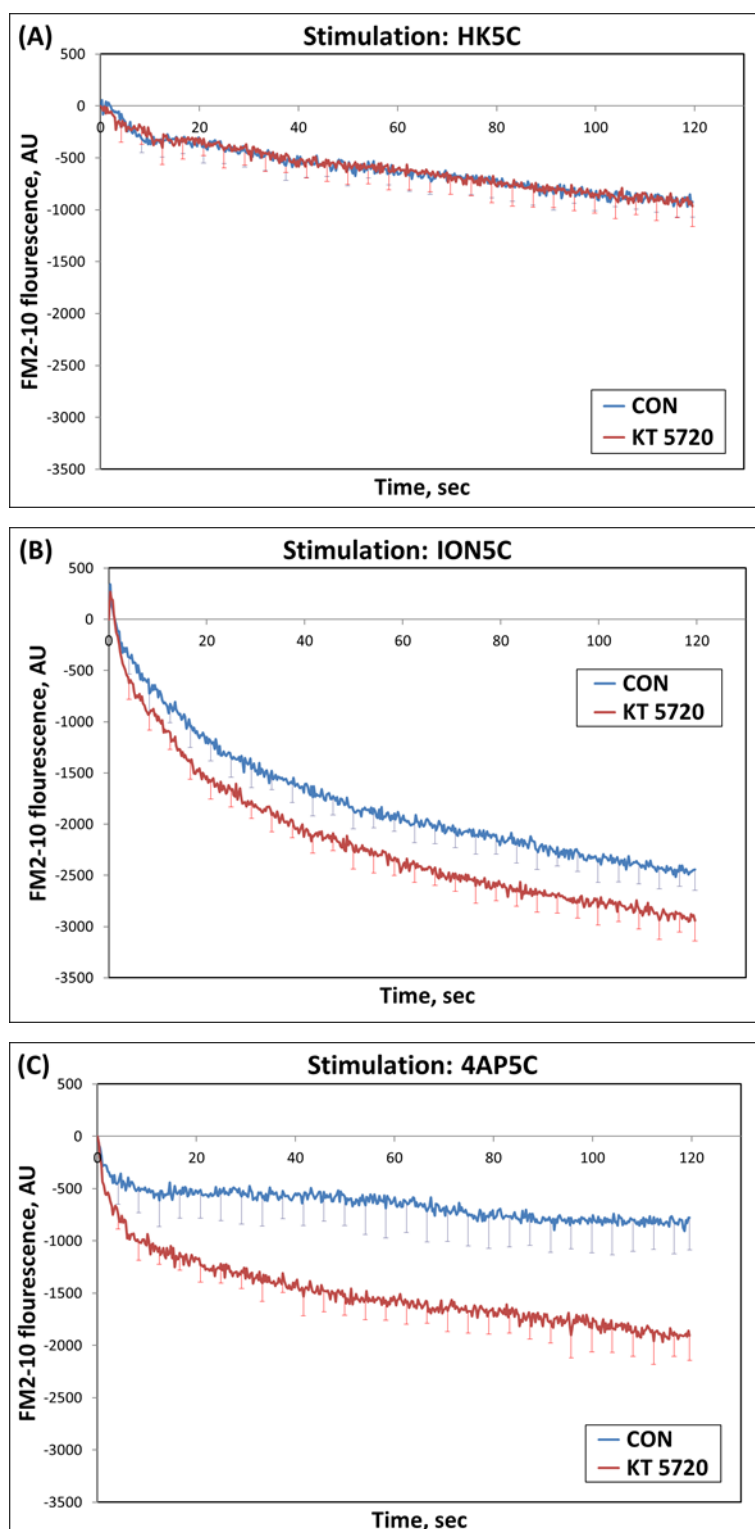 (A) Stimulation: HK5C
500
0
0 20 40 60 80 100 120
-500
-1000
-1500
-2000
-2500
-3000
-3500
FM2-10 flourescence, AU
CON
KT 5720
Time, sec
(B) Stimulation: ION5C
500
0
0 20 40 60 80 100 120
-500
-1000
-1500
-2000
-2500
-3000
-3500
FM2-10 flourescence, AU
CON
KT 5720
Time, sec
(C) Stimulation: 4AP5C
500
0
0 20 40 60 80 100 120
-500
-1000
-1500
-2000
-2500
-3000
-3500
FM2-10 flourescence, AU
CON
KT 5720
Time, sec